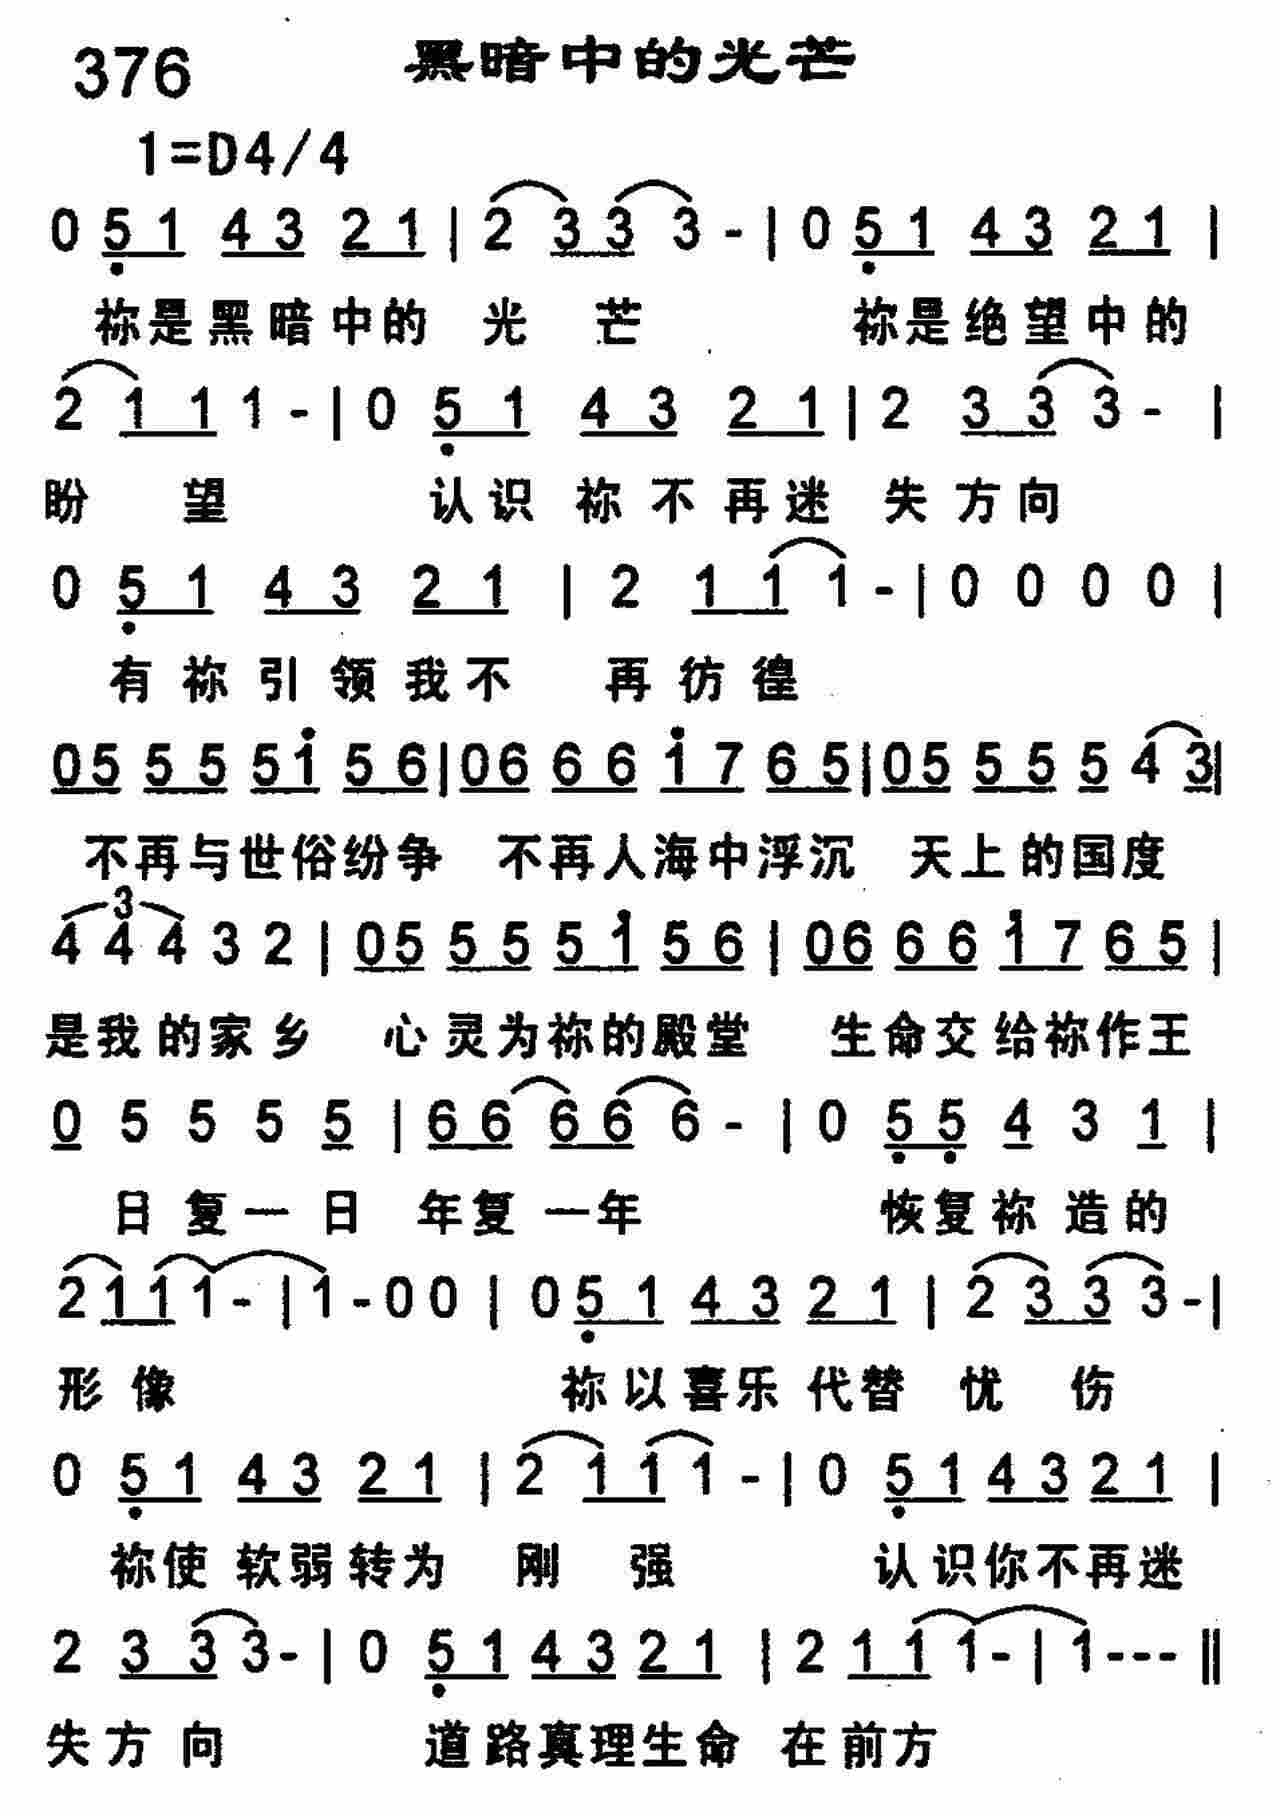 376 黑暗中的光芒
1=D4/4
0 5̣ 1 4 3 2 1 | 2 3 3 3 - | 0 5̣ 1 4 3 2 1 |
祢是黑暗中的 光 芒 祢是绝望中的
2 1 1 1 - | 0 5̣ 1 4 3 2 1 | 2 3 3 3 - |
盼 望 认识 祢 不 再迷 失 方向
0 5̣ 1 4 3 2 1 | 2 1 1 1 - | 0 0 0 0 |
有 祢 引 领 我不 再 彷 徨
0 5 5 5 5 1̇ 5 6 | 0 6 6 6 1̇ 7 6 5 | 0 5 5 5 5 4 3 |
不再与世俗纷争 不再人海中浮沉 天上的国度
3
4 4 4 3 2 | 0 5 5 5 5 1̇ 5 6 | 0 6 6 6 1̇ 7 6 5 |
是我的家乡 心灵为祢的殿堂 生命交给祢作王
0 5 5 5 5 | 6 6 6 6 6 - | 0 5̣ 5̣ 4 3 1 |
日 复一 日 年复 一年 恢复祢 造的
2 1 1 1 - | 1 - 0 0 | 0 5̣ 1 4 3 2 1 | 2 3 3 3 - |
形 像 祢以喜乐 代替 忧 伤
0 5̣ 1 4 3 2 1 | 2 1 1 1 - | 0 5̣ 1 4 3 2 1 |
祢使 软弱转为 刚 强 认识你不再迷
2 3 3 3 - | 0 5̣ 1 4 3 2 1 | 2 1 1 1 - | 1 - - - ‖
失方 向 道路真理生命 在前方